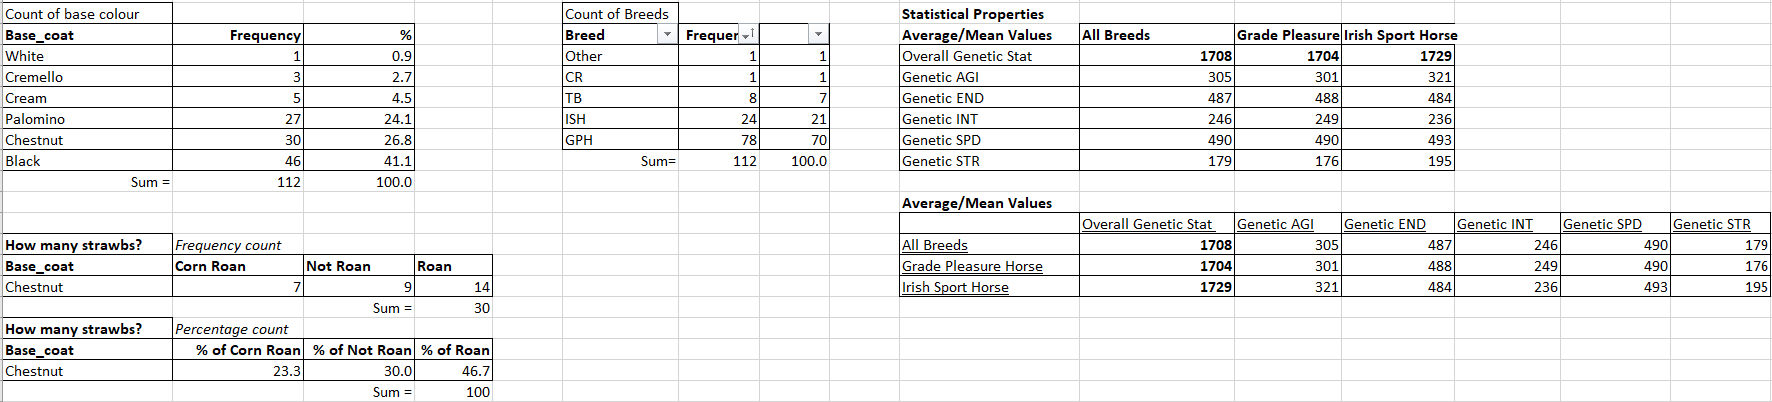 Count of base colour
Base_coat Frequency %
White 1 0.9
Cremello 3 2.7
Cream 5 4.5
Palomino 27 24.1
Chestnut 30 26.8
Black 46 41.1
Sum = 112 100.0
How many strawbs? Frequency count
Base_coat Corn Roan Not Roan Roan
Chestnut 7 9 14
Sum = 30
How many strawbs? Percentage count
Base_coat % of Corn Roan % of Not Roan % of Roan
Chestnut 23.3 30.0 46.7
Sum = 100
Count of Breeds
Breed Frequer
Other 1 1
CR 1 1
TB 8 7
ISH 24 21
GPH 78 70
Sum= 112 100.0
Statistical Properties
Average/Mean Values All Breeds Grade Pleasure Irish Sport Horse
Overall Genetic Stat 1708 1704 1729
Genetic AGI 305 301 321
Genetic END 487 488 484
Genetic INT 246 249 236
Genetic SPD 490 490 493
Genetic STR 179 176 195
Average/Mean Values
Overall Genetic Stat Genetic AGI Genetic END Genetic INT Genetic SPD Genetic STR
All Breeds 1708 305 487 246 490 179
Grade Pleasure Horse 1704 301 488 249 490 176
Irish Sport Horse 1729 321 484 236 493 195